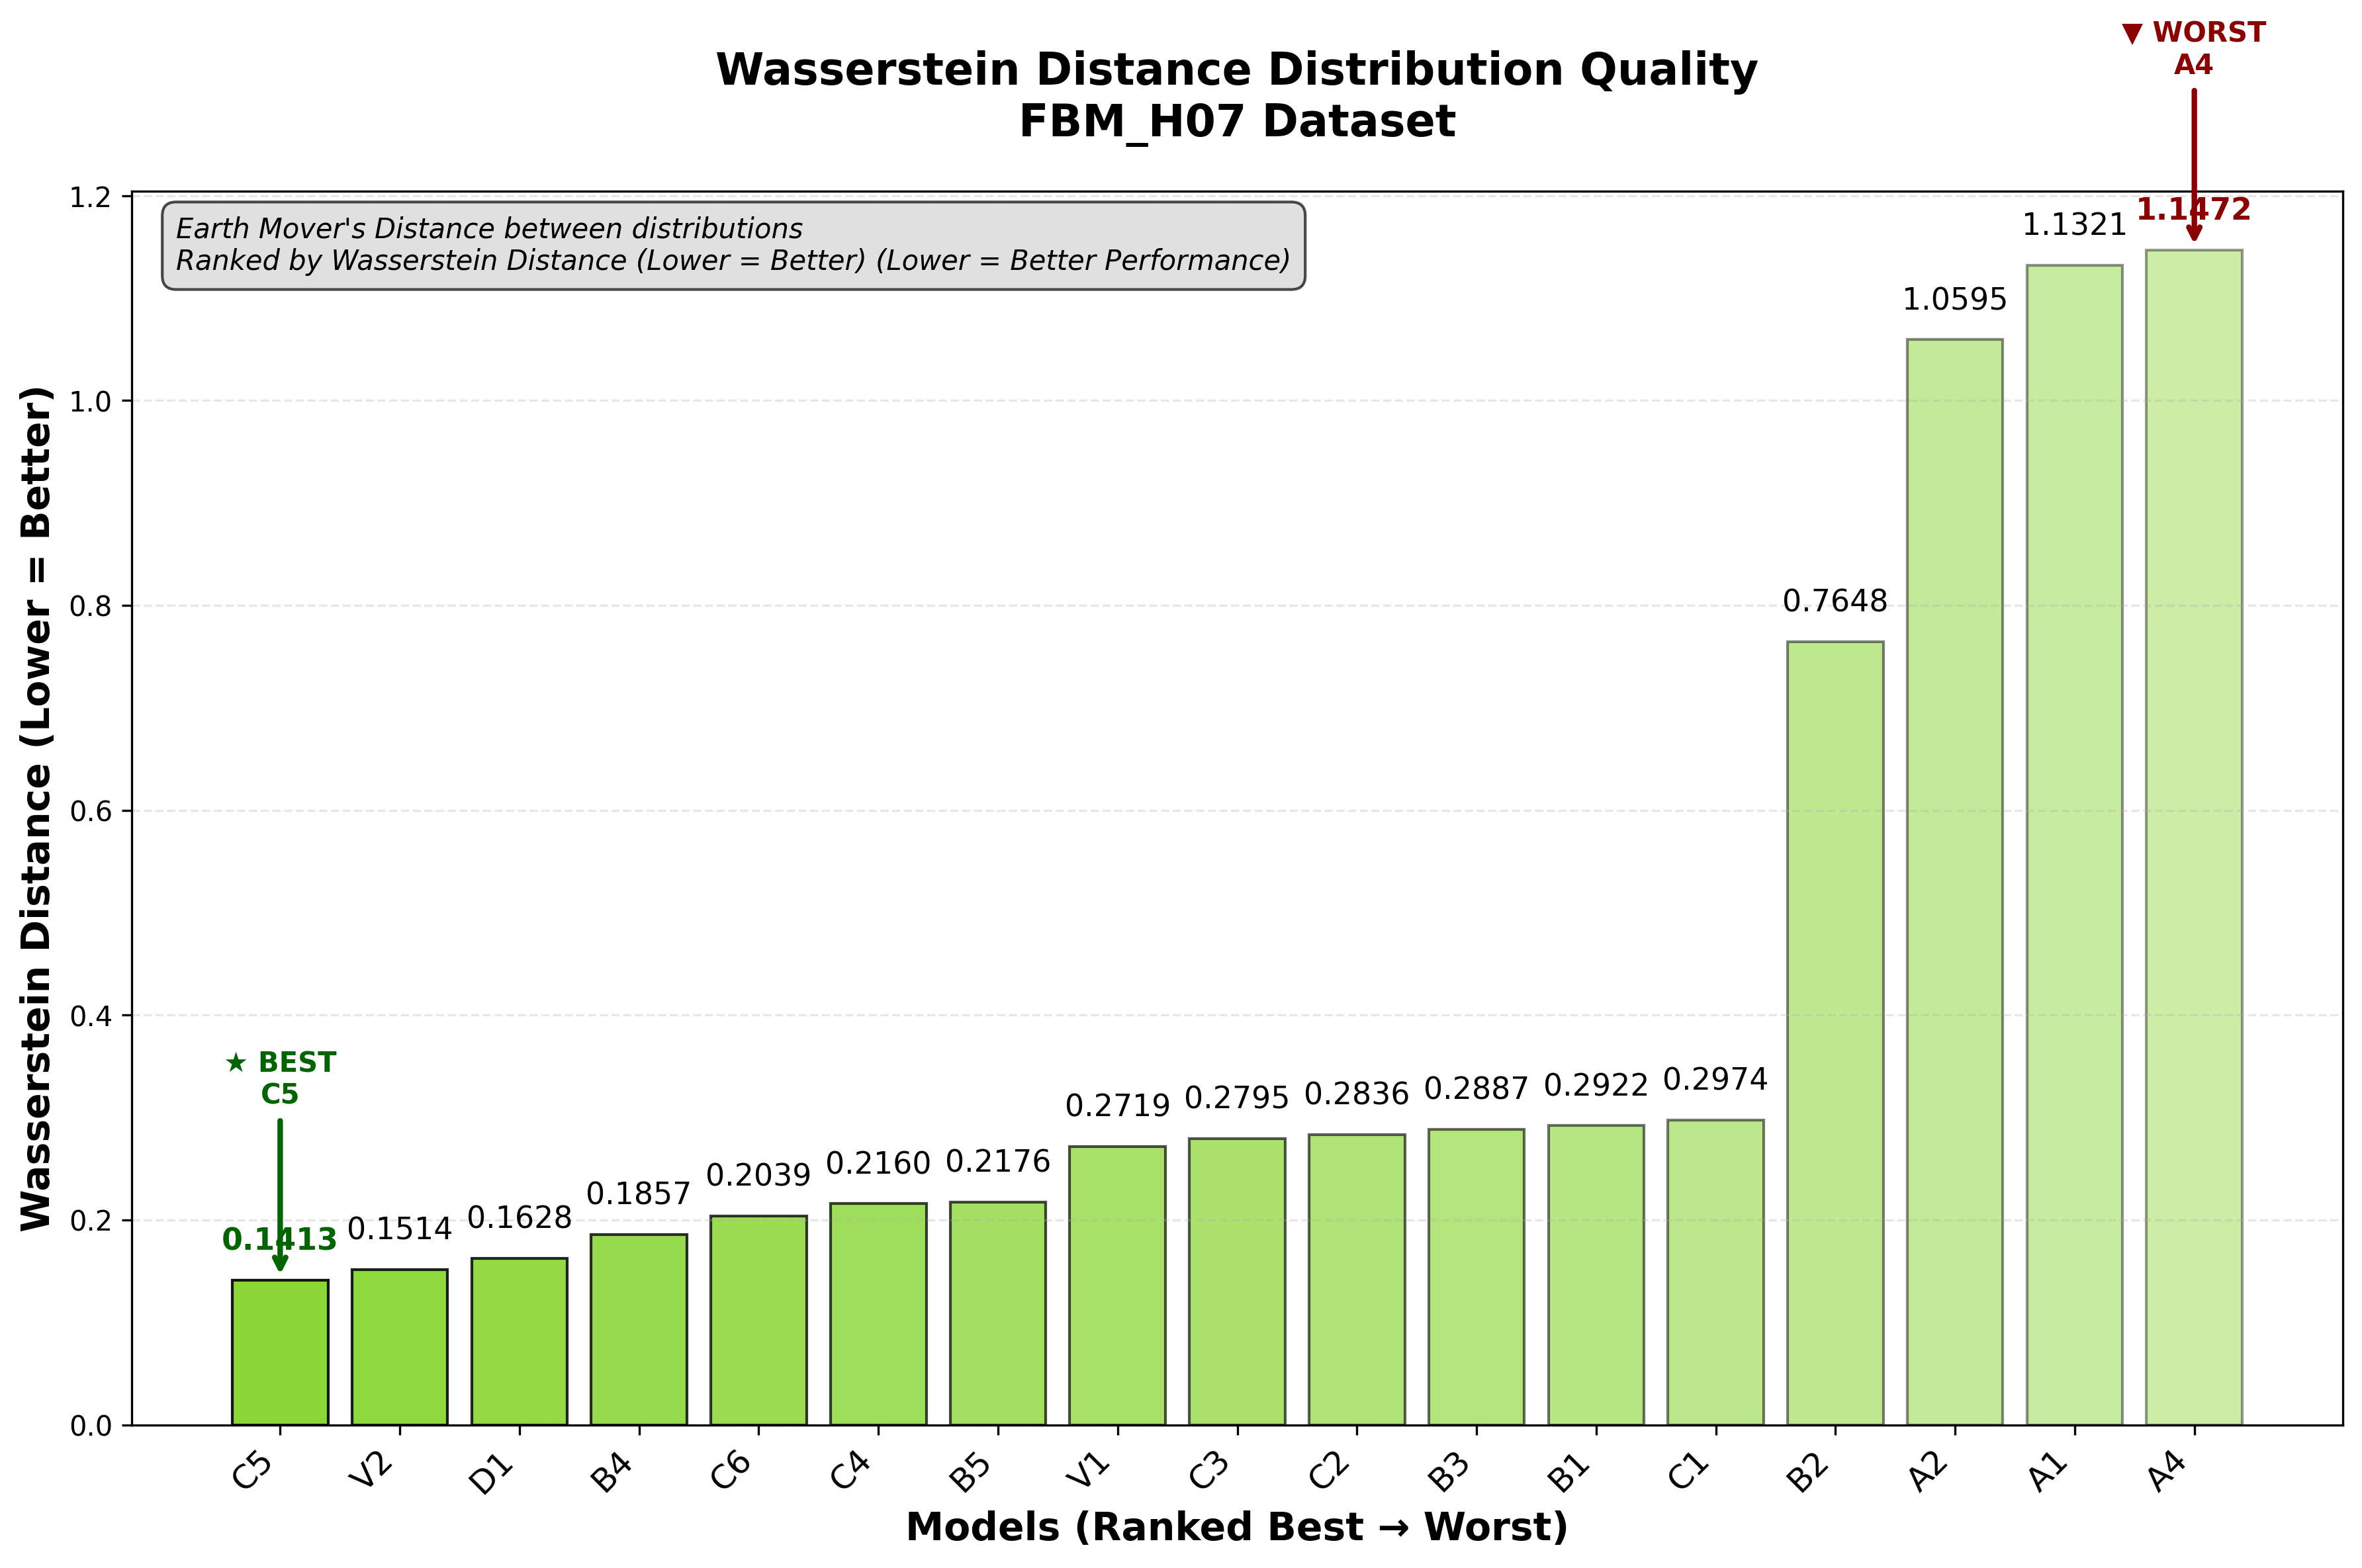 ▼ WORST
A4
Wasserstein Distance Distribution Quality
FBM_H07 Dataset
Earth Mover's Distance between distributions
Ranked by Wasserstein Distance (Lower = Better) (Lower = Better Performance)
Wasserstein Distance (Lower = Better)
1.2
1.0
0.8
0.6
0.4
0.2
0.0
★ BEST
C5
0.1413
0.1514
0.1628
0.1857
0.2039
0.2160
0.2176
0.2719
0.2795
0.2836
0.2887
0.2922
0.2974
0.7648
1.0595
1.1321
1.1472
C5
V2
D1
B4
C6
C4
B5
V1
C3
C2
B3
B1
C1
B2
A2
A1
A4
Models (Ranked Best → Worst)